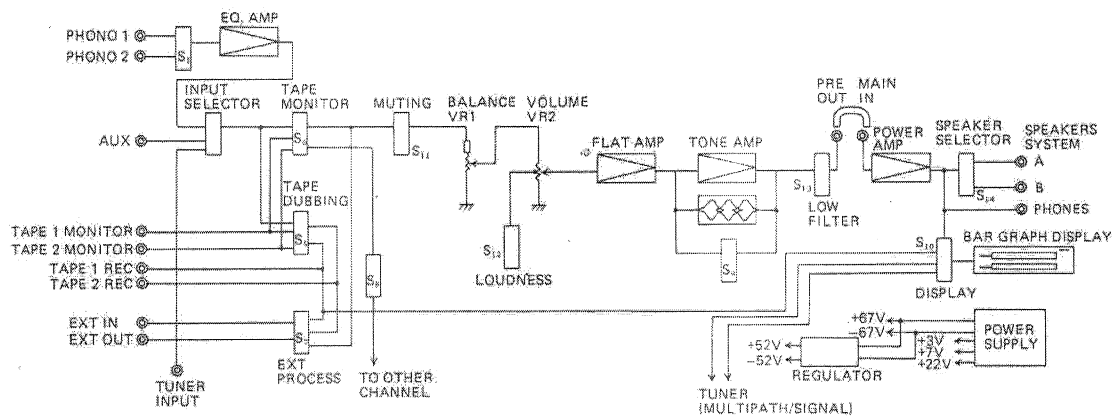 EQ. AMP
PHONO 1
PHONO 2
S1
INPUT
SELECTOR
TAPE
MONITOR
MUTING
BALANCE
VR1
VOLUME
VR2
PRE
OUT
MAIN
IN
POWER
AMP
SPEAKER
SELECTOR
SPEAKERS
SYSTEM
AUX
S11
FLAT AMP
TONE AMP
A
B
PHONES
S13
LOW
FILTER
TAPE
DUBBING
TAPE 1 MONITOR
TAPE 2 MONITOR
TAPE 1 REC
TAPE 2 REC
LOUDNESS
S10
BAR GRAPH DISPLAY
DISPLAY
EXT IN
EXT OUT
EXT
PROCESS
TUNER
INPUT
TO OTHER
CHANNEL
TUNER
(MULTIPATH/SIGNAL)
+67V
-67V
+3V
+7V
+22V
POWER
SUPPLY
+52V
-52V
REGULATOR